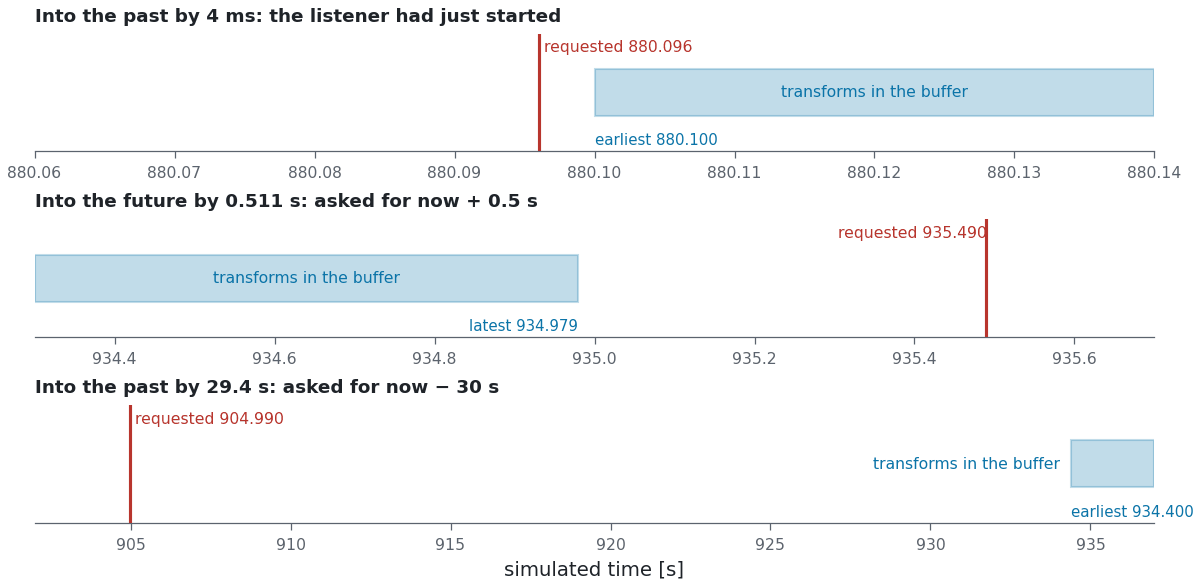 Into the past by 4 ms: the listener had just started
requested 880.096
transforms in the buffer
earliest 880.100
880.06 880.07 880.08 880.09 880.10 880.11 880.12 880.13 880.14
Into the future by 0.511 s: asked for now + 0.5 s
requested 935.490
transforms in the buffer
latest 934.979
934.4 934.6 934.8 935.0 935.2 935.4 935.6
Into the past by 29.4 s: asked for now − 30 s
requested 904.990
transforms in the buffer
earliest 934.400
905 910 915 920 925 930 935
simulated time [s]